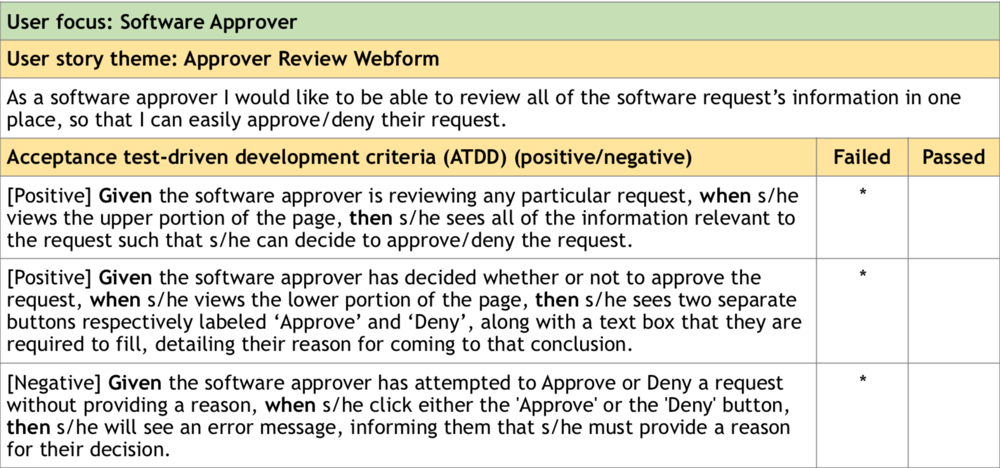 User focus: Software Approver
User story theme: Approver Review Webform
As a software approver I would like to be able to review all of the software request’s information in one
place, so that I can easily approve/deny their request.
Acceptance test-driven development criteria (ATDD) (positive/negative) Failed Passed
[Positive] Given the software approver is reviewing any particular request, when s/he *
views the upper portion of the page, then s/he sees all of the information relevant to
the request such that s/he can decide to approve/deny the request.
[Positive] Given the software approver has decided whether or not to approve the *
request, when s/he views the lower portion of the page, then s/he sees two separate
buttons respectively labeled ‘Approve’ and ‘Deny’, along with a text box that they are
required to fill, detailing their reason for coming to that conclusion.
[Negative] Given the software approver has attempted to Approve or Deny a request *
without providing a reason, when s/he click either the 'Approve' or the 'Deny' button,
then s/he will see an error message, informing them that s/he must provide a reason
for their decision.